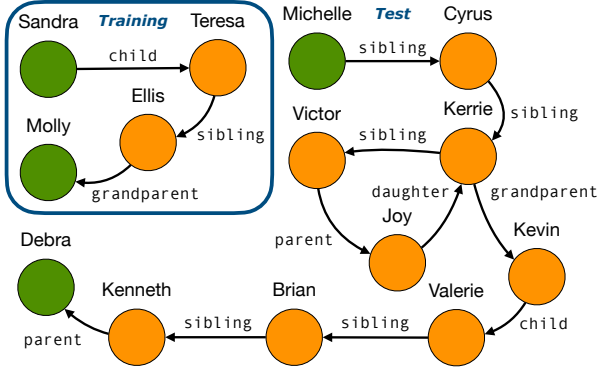 Sandra
Training
Teresa
child
Ellis
Molly
sibling
grandparent
Michelle
Test
Cyrus
sibling
sibling
Victor
Kerrie
sibling
daughter
grandparent
Joy
parent
Kevin
Debra
Kenneth
Brian
Valerie
sibling
sibling
child
parent